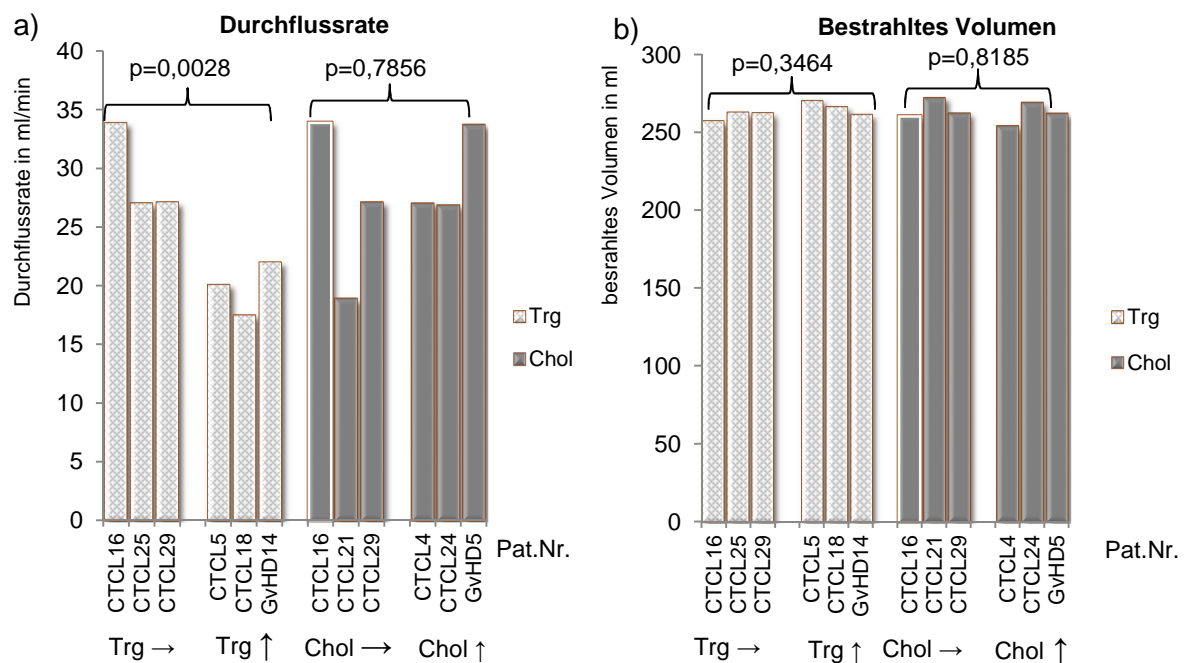 a)
Durchflussrate
p=0,0028
p=0,7856
40
35
30
25
20
15
10
5
0
Durchflussrate in ml/min
Trg
Chol
CTCL16
CTCL25
CTCL29
CTCL5
CTCL18
GvHD14
CTCL16
CTCL21
CTCL29
CTCL4
CTCL24
GvHD5
Pat.Nr.
Trg →
Trg ↑
Chol →
Chol ↑
b)
Bestrahltes Volumen
p=0,3464
p=0,8185
300
250
200
150
100
50
0
besrahltes Volumen in ml
Trg
Chol
CTCL16
CTCL25
CTCL29
CTCL5
CTCL18
GvHD14
CTCL16
CTCL21
CTCL29
CTCL4
CTCL24
GvHD5
Pat.Nr.
Trg →
Trg ↑
Chol →
Chol ↑